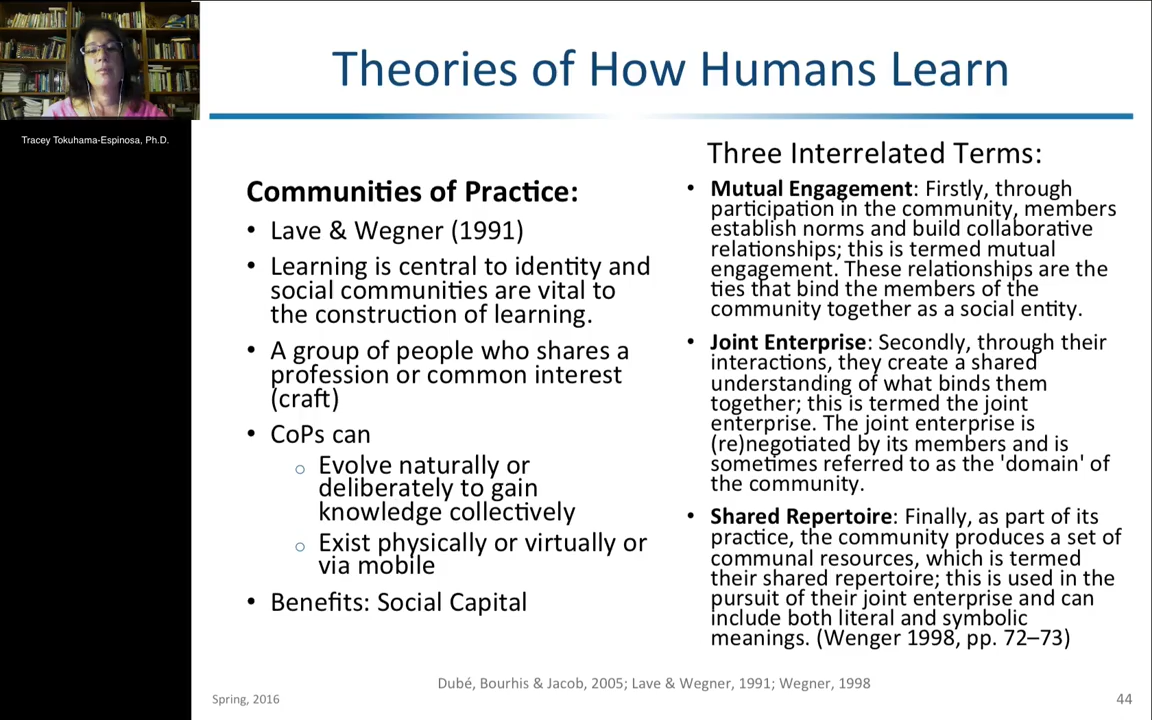 Theories of How Humans Learn
Tracey Tokuhama-Espinosa, Ph.D.
Communities of Practice:
• Lave & Wegner (1991)
• Learning is central to identity and
social communities are vital to
the construction of learning.
• A group of people who shares a
profession or common interest
(craft)
• CoPs can
o Evolve naturally or
deliberately to gain
knowledge collectively
o Exist physically or virtually or
via mobile
• Benefits: Social Capital
Three Interrelated Terms:
• Mutual Engagement: Firstly, through
participation in the community, members
establish norms and build collaborative
relationships; this is termed mutual
engagement. These relationships are the
ties that bind the members of the
community together as a social entity.
• Joint Enterprise: Secondly, through their
interactions, they create a shared
understanding of what binds them
together; this is termed the joint
enterprise. The joint enterprise is
(re)negotiated by its members and is
sometimes referred to as the 'domain' of
the community.
• Shared Repertoire: Finally, as part of its
practice, the community produces a set of
communal resources, which is termed
their shared repertoire; this is used in the
pursuit of their joint enterprise and can
include both literal and symbolic
meanings. (Wenger 1998, pp. 72–73)
Dubé, Bourhis & Jacob, 2005; Lave & Wegner, 1991; Wegner, 1998
Spring, 2016
44